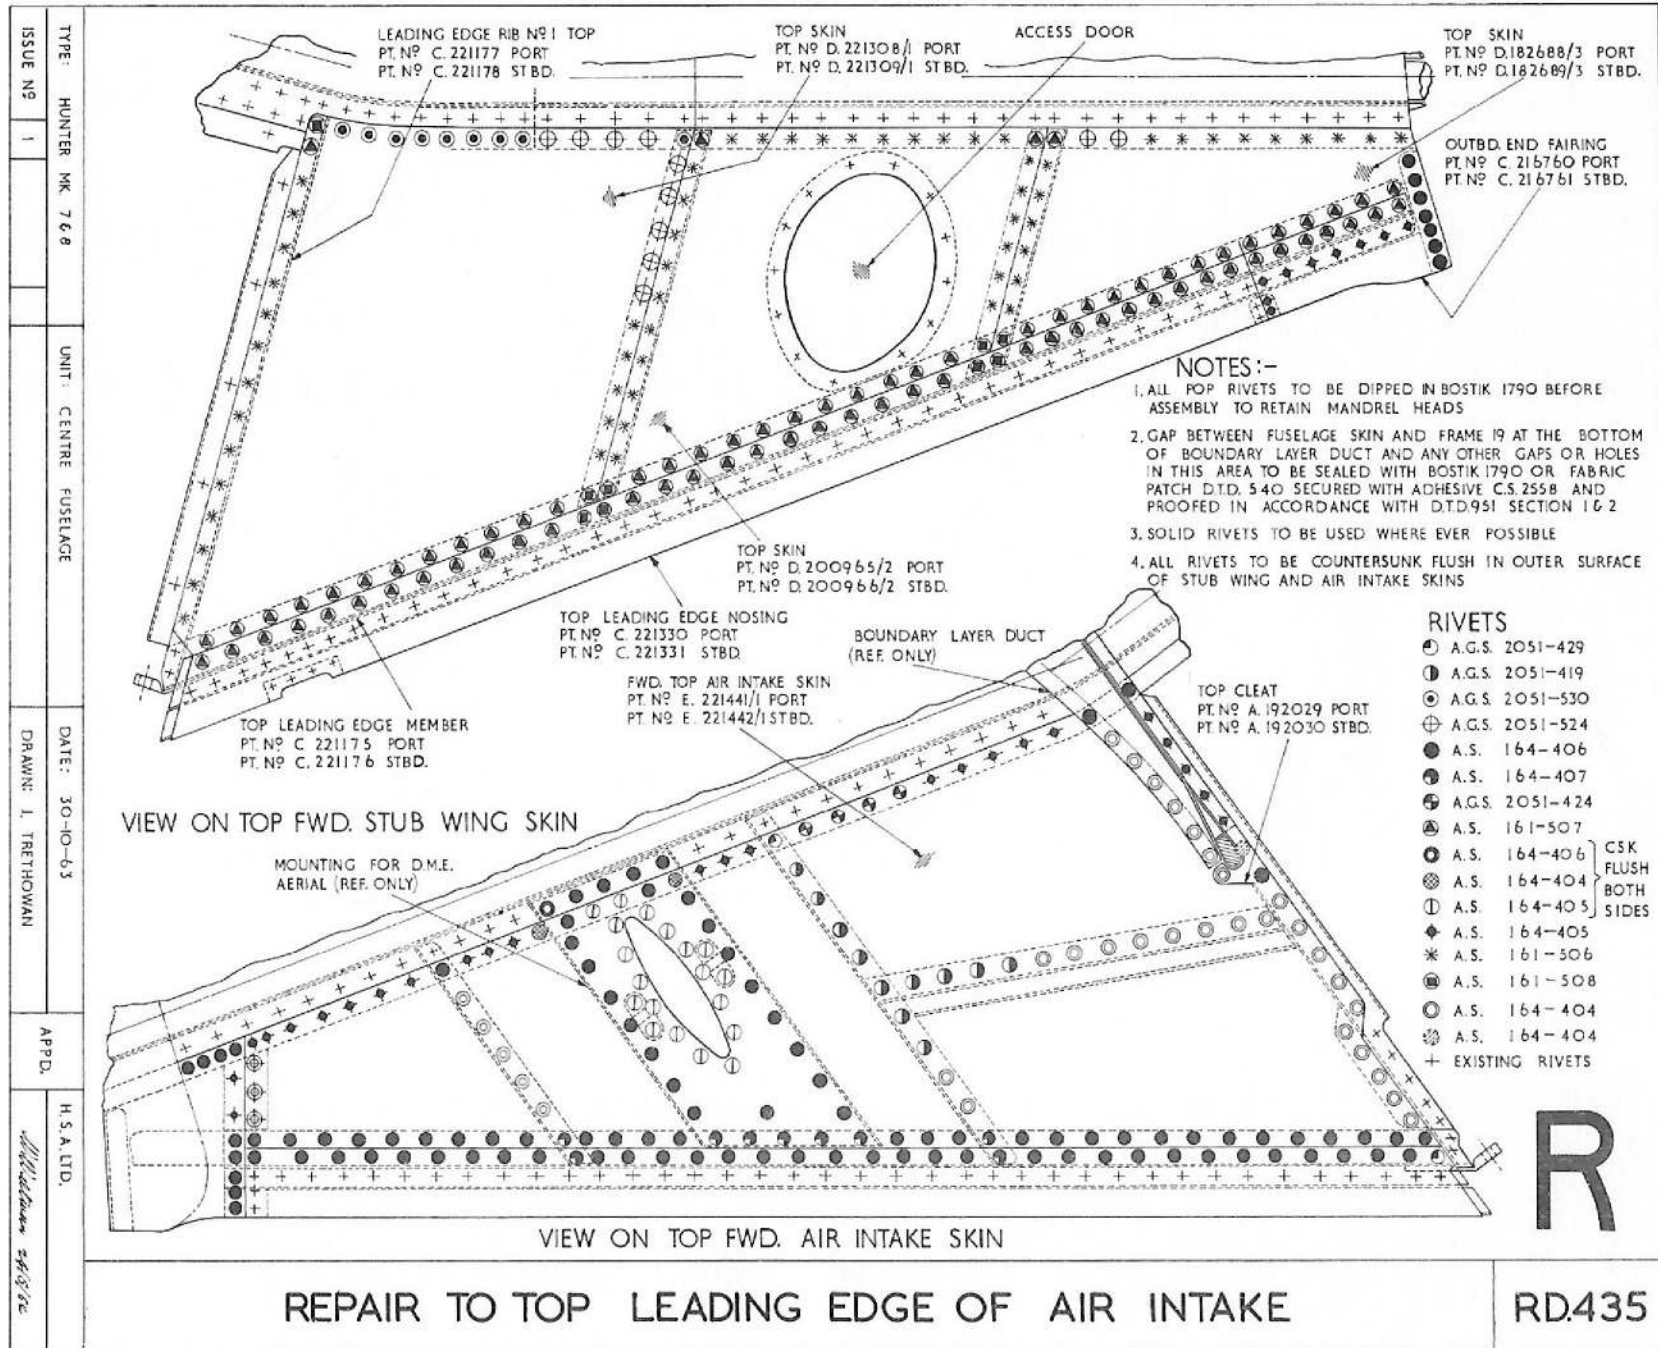 ISSUE Nº 1
TYPE: HUNTER MK 7&8
UNIT: CENTRE FUSELAGE
DATE: 30-10-63
DRAWN: J. TRETHOWAN
APPD.
H.S.A. LTD.
LEADING EDGE RIB Nº 1 TOP
PT. Nº C. 221177 PORT
PT. Nº C. 221178 STBD.
TOP SKIN
PT. Nº D. 221308/1 PORT
PT. Nº D. 221309/1 STBD.
ACCESS DOOR
TOP SKIN
PT. Nº D.182688/3 PORT
PT. Nº D.182689/3 STBD.
OUTBD. END FAIRING
PT. Nº C. 216760 PORT
PT. Nº C. 216761 STBD.
NOTES:-
1. ALL POP RIVETS TO BE DIPPED IN BOSTIK 1790 BEFORE
ASSEMBLY TO RETAIN MANDREL HEADS
2. GAP BETWEEN FUSELAGE SKIN AND FRAME 19 AT THE BOTTOM
OF BOUNDARY LAYER DUCT AND ANY OTHER GAPS OR HOLES
IN THIS AREA TO BE SEALED WITH BOSTIK 1790 OR FABRIC
PATCH D.T.D. 540 SECURED WITH ADHESIVE C.S. 2558 AND
PROOFED IN ACCORDANCE WITH D.T.D.951 SECTION 1 & 2
3. SOLID RIVETS TO BE USED WHERE EVER POSSIBLE
4. ALL RIVETS TO BE COUNTERSUNK FLUSH IN OUTER SURFACE
OF STUB WING AND AIR INTAKE SKINS
TOP SKIN
PT. Nº D. 200965/2 PORT
PT. Nº D. 200966/2 STBD.
TOP LEADING EDGE NOSING
PT. Nº C. 221330 PORT
PT. Nº C. 221331 STBD.
TOP LEADING EDGE MEMBER
PT. Nº C. 221175 PORT
PT. Nº C. 221176 STBD.
VIEW ON TOP FWD. STUB WING SKIN
BOUNDARY LAYER DUCT
(REF. ONLY)
FWD. TOP AIR INTAKE SKIN
PT. Nº E. 221441/1 PORT
PT. Nº E. 221442/1 STBD.
TOP CLEAT
PT. Nº A. 192029 PORT
PT. Nº A. 192030 STBD.
MOUNTING FOR D.M.E.
AERIAL (REF. ONLY)
RIVETS
A.G.S. 2051-429
A.G.S. 2051-419
A.G.S. 2051-530
A.G.S. 2051-524
A.S. 164-406
A.S. 164-407
A.G.S. 2051-424
A.S. 161-507
A.S. 164-406
A.S. 164-404
A.S. 164-405
CSK
FLUSH
BOTH
SIDES
A.S. 164-405
A.S. 161-506
A.S. 161-508
A.S. 164-404
A.S. 164-404
EXISTING RIVETS
R
VIEW ON TOP FWD. AIR INTAKE SKIN
REPAIR TO TOP LEADING EDGE OF AIR INTAKE
RD.435